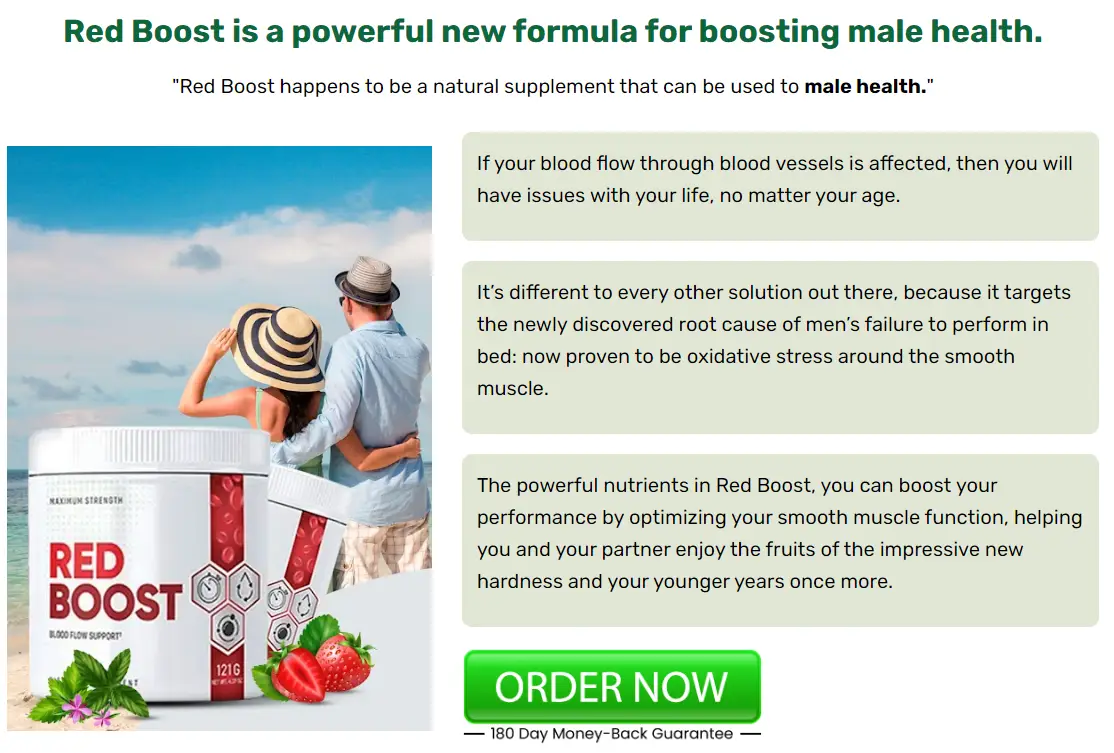 Red Boost is a powerful new formula for boosting male health.
"Red Boost happens to be a natural supplement that can be used to male health."
If your blood flow through blood vessels is affected, then you will
have issues with your life, no matter your age.
It’s different to every other solution out there, because it targets
the newly discovered root cause of men’s failure to perform in
bed: now proven to be oxidative stress around the smooth
muscle.
The powerful nutrients in Red Boost, you can boost your
performance by optimizing your smooth muscle function, helping
you and your partner enjoy the fruits of the impressive new
hardness and your younger years once more.
MAXIMUM STRENGTH
RED
BOOST
BLOOD FLOW SUPPORT
121G
ORDER NOW
180 Day Money-Back Guarantee